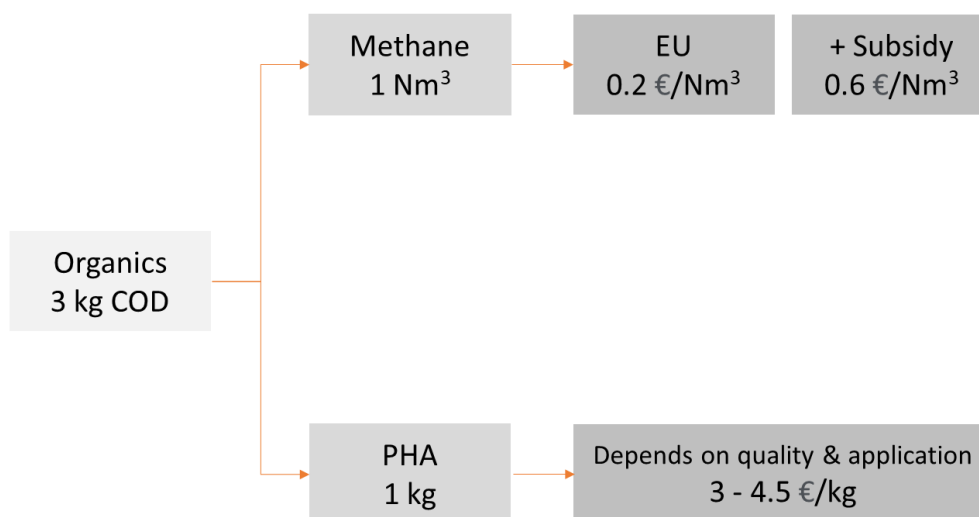 Methane
1 Nm³
EU
0.2 €/Nm³
+ Subsidy
0.6 €/Nm³
Organics
3 kg COD
PHA
1 kg
Depends on quality & application
3 - 4.5 €/kg